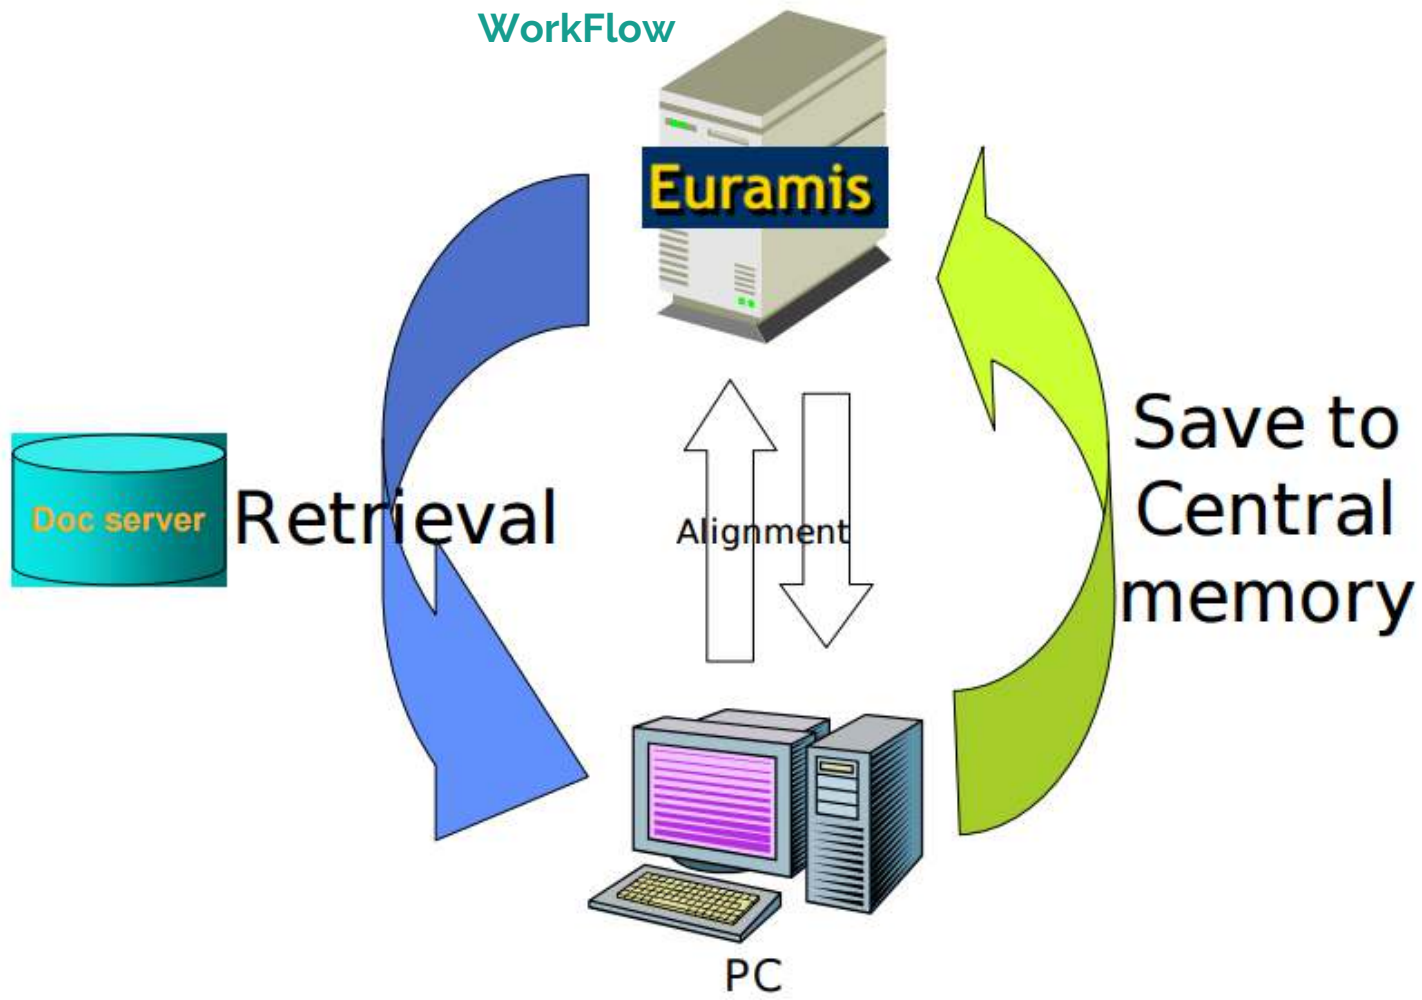 WorkFlow
Euramis
Doc server
Retrieval
Alignment
Save to
Central
memory
PC